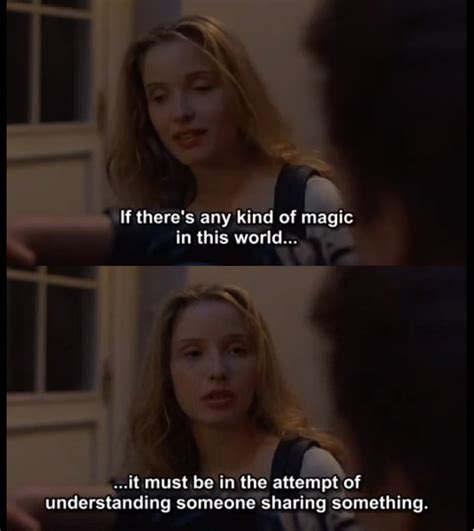 If there's any kind of magic
in this world...
...it must be in the attempt of
understanding someone sharing something.